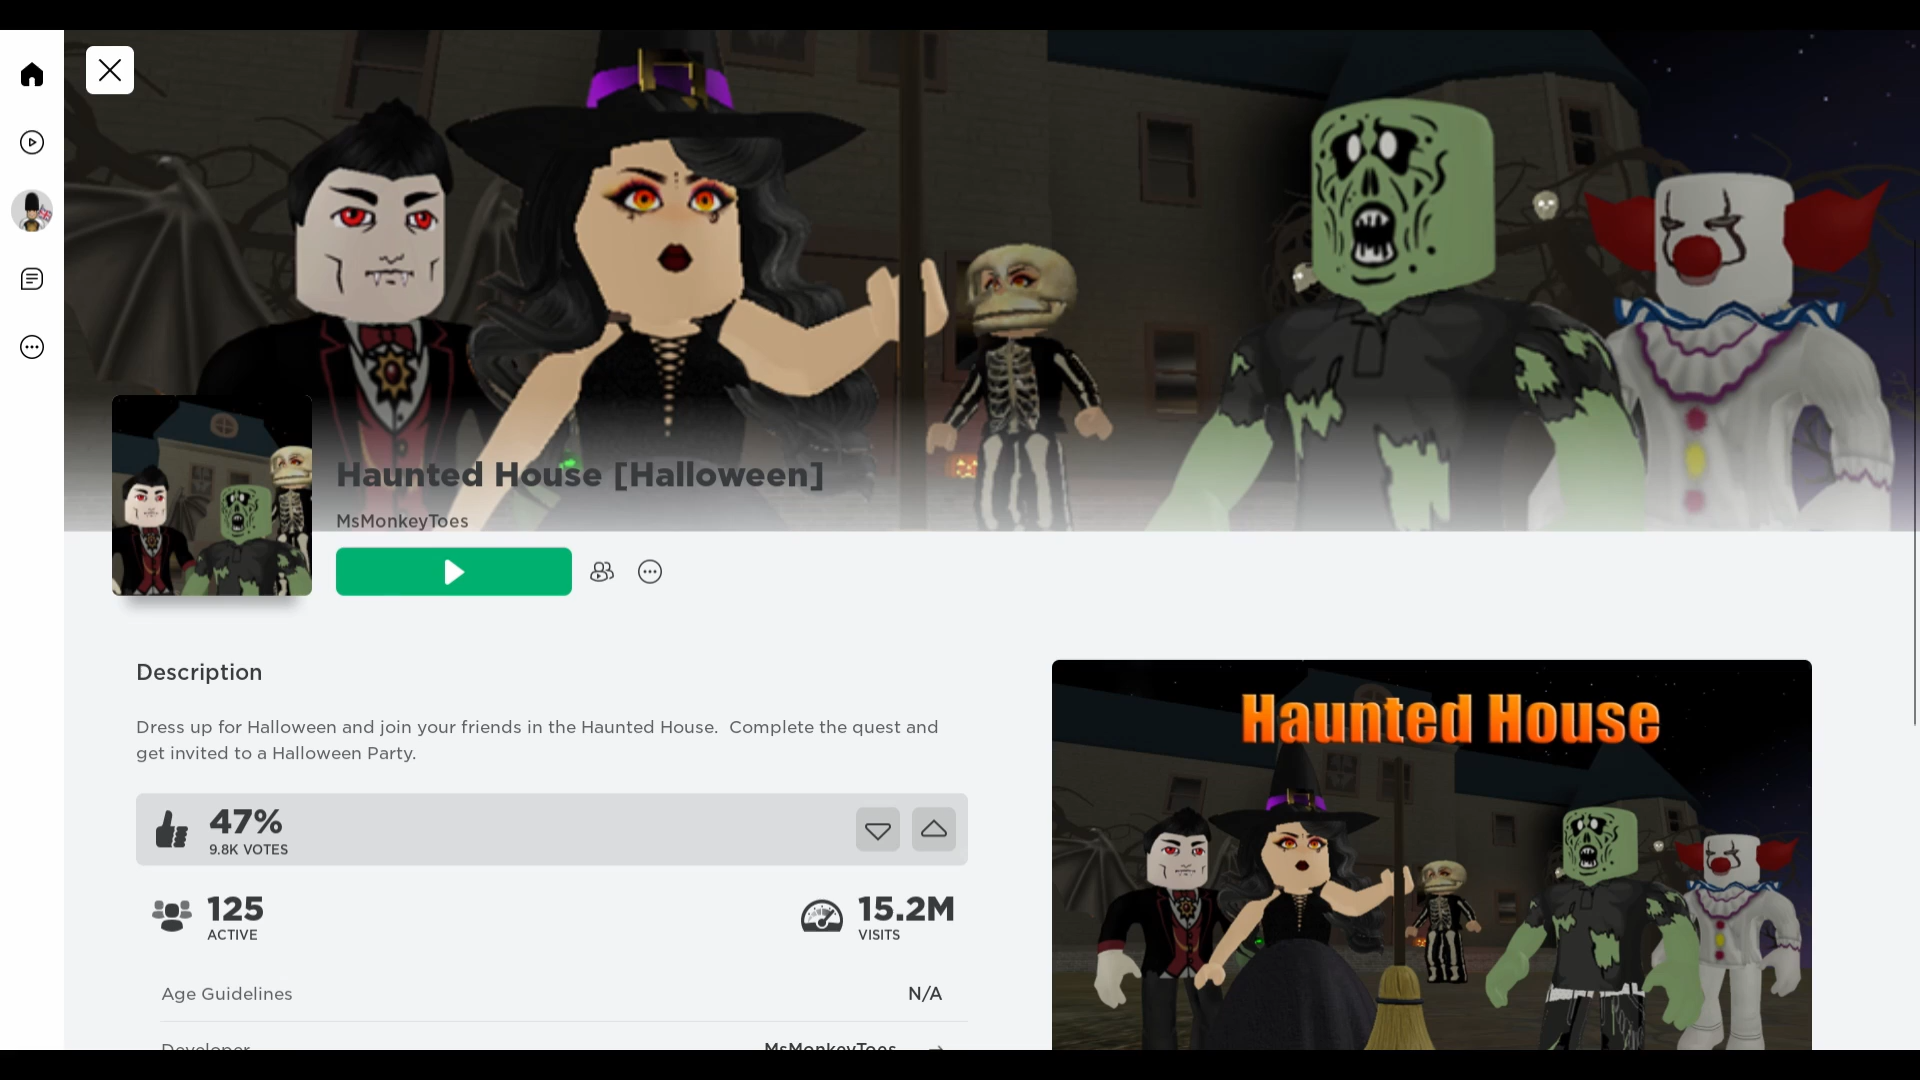 Haunted House [Halloween]
MsMonkeyToes
Description
Dress up for Halloween and join your friends in the Haunted House.  Complete the quest and
get invited to a Halloween Party.
47%
9.8K VOTES
125
ACTIVE
15.2M
VISITS
Age Guidelines
N/A
Developer
MsMonkeyToes
Haunted House